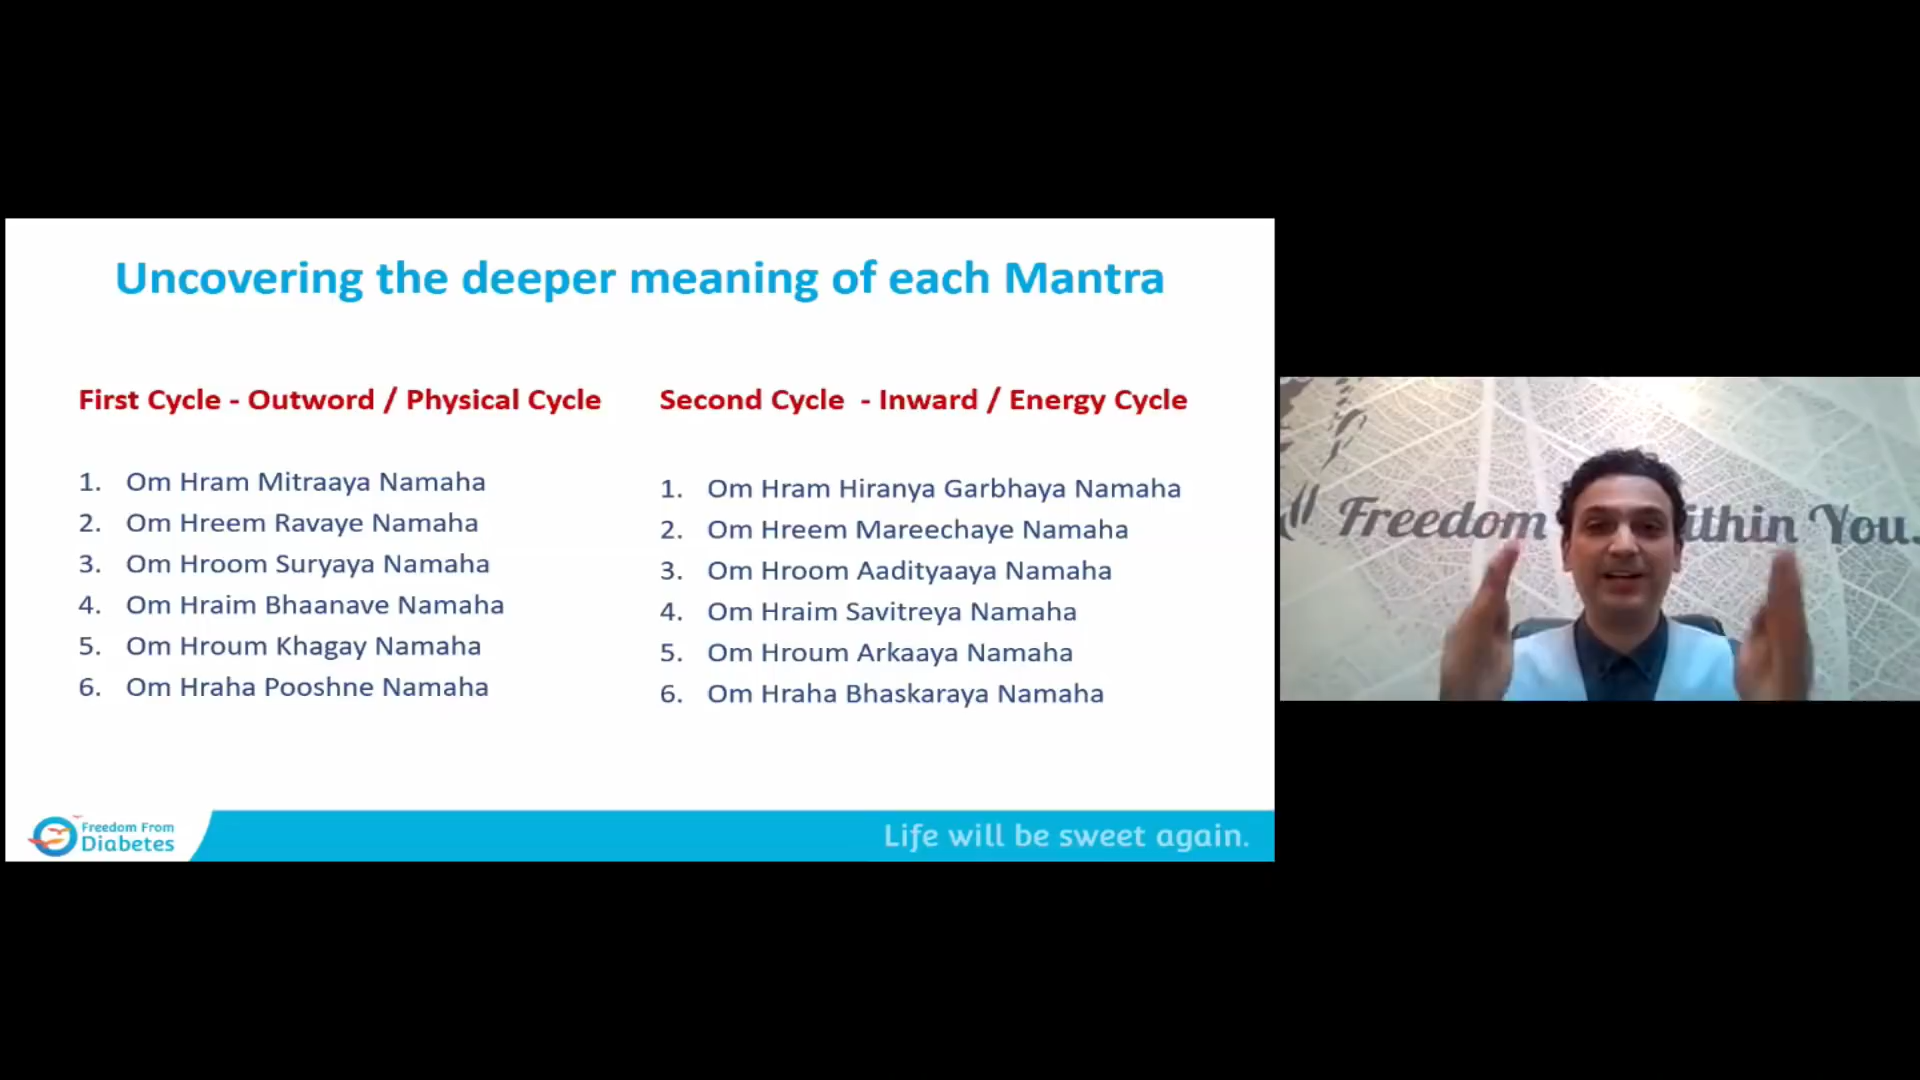 Uncovering the deeper meaning of each Mantra
First Cycle - Outword / Physical Cycle
1. Om Hram Mitraaya Namaha
2. Om Hreem Ravaye Namaha
3. Om Hroom Suryaya Namaha
4. Om Hraim Bhaanave Namaha
5. Om Hroum Khagay Namaha
6. Om Hraha Pooshne Namaha
Second Cycle - Inward / Energy Cycle
1. Om Hram Hiranya Garbhaya Namaha
2. Om Hreem Mareechaye Namaha
3. Om Hroom Aadityaaya Namaha
4. Om Hraim Savitreya Namaha
5. Om Hroum Arkaaya Namaha
6. Om Hraha Bhaskaraya Namaha
Freedom From
Diabetes
Life will be sweet again.
Freedom ithin You.